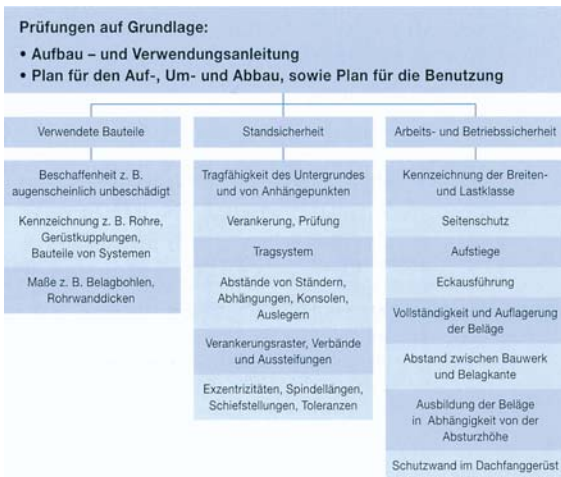 Prüfungen auf Grundlage:
• Aufbau – und Verwendungsanleitung
• Plan für den Auf-, Um- und Abbau, sowie Plan für die Benutzung
Verwendete Bauteile
Beschaffenheit z. B.
augenscheinlich unbeschädigt
Kennzeichnung z. B. Rohre,
Gerüstkupplungen,
Bauteile von Systemen
Maße z. B. Belagbohlen,
Rohrwanddicken
Standsicherheit
Tragfähigkeit des Untergrundes
und von Anhängepunkten
Verankerung, Prüfung
Tragsystem
Abstände von Ständern,
Abhängungen, Konsolen,
Auslegern
Verankerungsraster, Verbände
und Aussteifungen
Exzentrizitäten, Spindellängen,
Schiefstellungen, Toleranzen
Arbeits- und Betriebssicherheit
Kennzeichnung der Breiten-
und Lastklasse
Seitenschutz
Aufstiege
Eckausführung
Vollständigkeit und Auflagerung
der Beläge
Abstand zwischen Bauwerk
und Belagkante
Ausbildung der Beläge
in Abhängigkeit von der
Absturzhöhe
Schutzwand im Dachfanggerüst